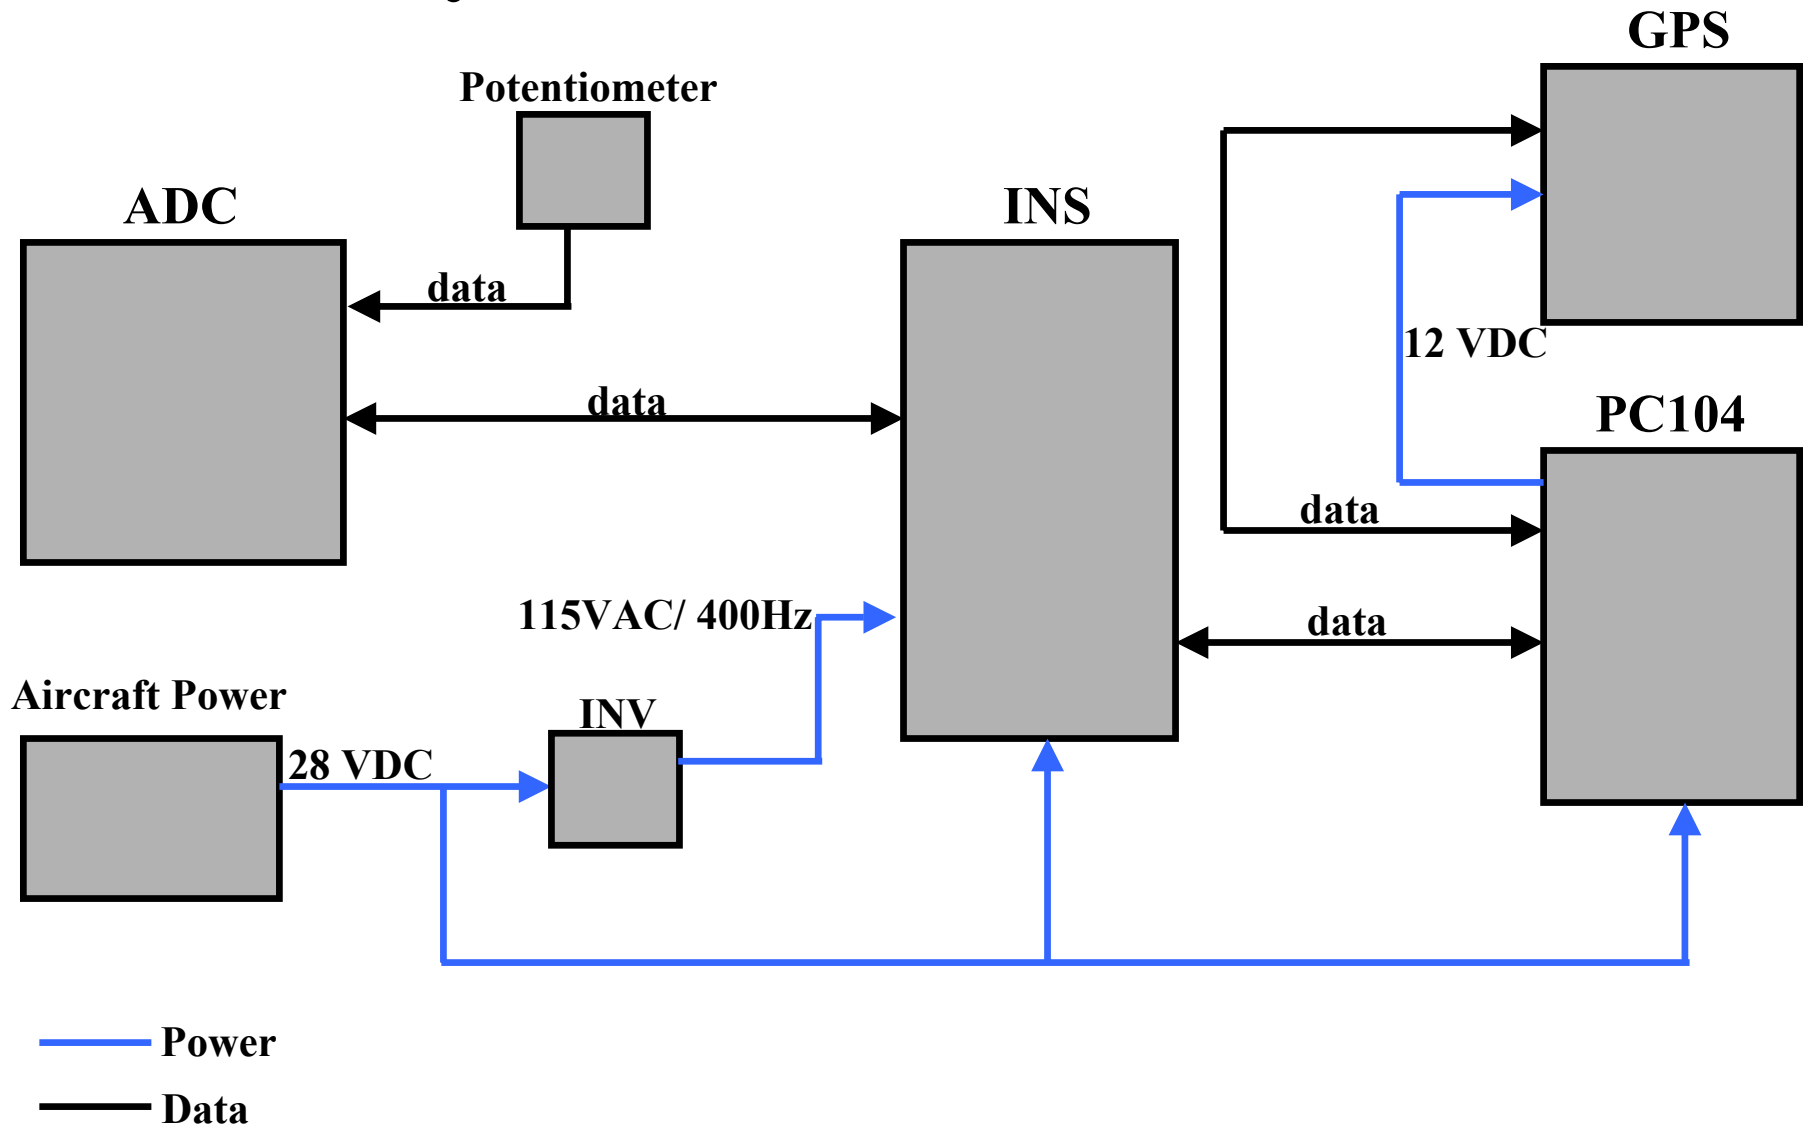 GPS
Potentiometer
ADC
INS
data
12 VDC
data
PC104
data
115VAC/ 400Hz
data
Aircraft Power
INV
28 VDC
Power
Data